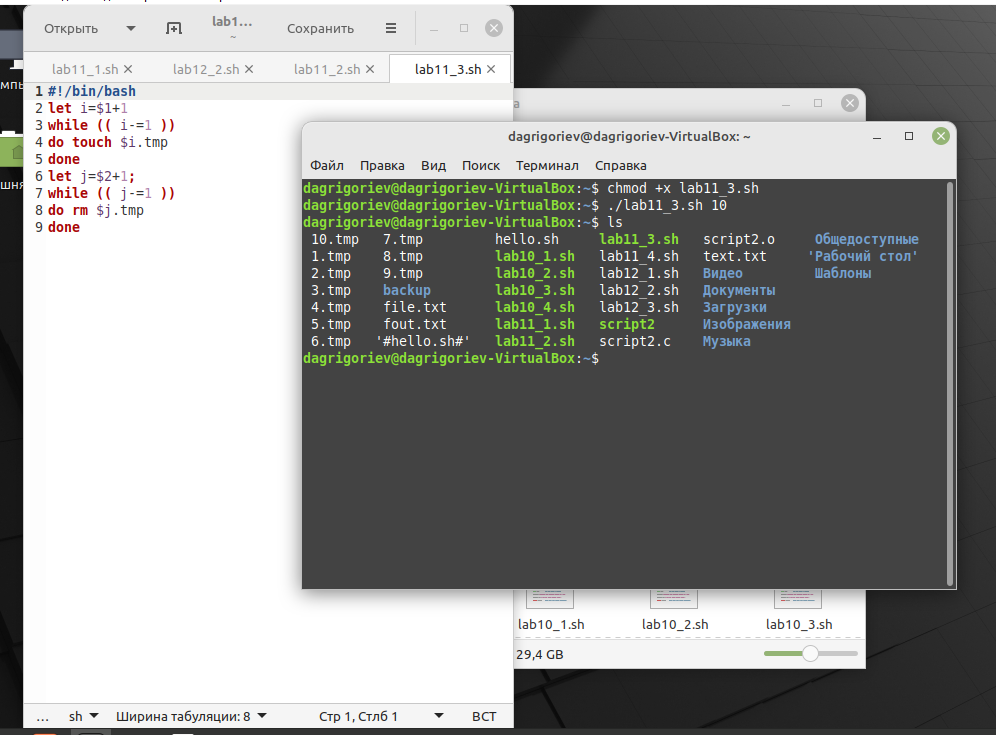 Открыть
lab11...
~
Сохранить
lab11_1.sh
lab12_2.sh
lab11_2.sh
lab11_3.sh
1 #!/bin/bash
2 let i=$1+1
3 while (( i-=1 ))
4 do touch $i.tmp
5 done
6 let j=$2+1;
7 while (( j-=1 ))
8 do rm $j.tmp
9 done
... sh Ширина табуляции: 8 Стр 1, Стлб 1 ВСТ
dagrigoriev@dagrigoriev-VirtualBox: ~
Файл Правка Вид Поиск Терминал Справка
dagrigoriev@dagrigoriev-VirtualBox:~$ chmod +x lab11_3.sh
dagrigoriev@dagrigoriev-VirtualBox:~$ ./lab11_3.sh 10
dagrigoriev@dagrigoriev-VirtualBox:~$ ls
10.tmp 7.tmp hello.sh lab11_3.sh script2.o Общедоступные
1.tmp 8.tmp lab10_1.sh lab11_4.sh text.txt 'Рабочий стол'
2.tmp 9.tmp lab10_2.sh lab12_1.sh Видео Шаблоны
3.tmp backup lab10_3.sh lab12_2.sh Документы
4.tmp file.txt lab10_4.sh lab12_3.sh Загрузки
5.tmp fout.txt lab11_1.sh script2 Изображения
6.tmp '#hello.sh#' lab11_2.sh script2.c Музыка
dagrigoriev@dagrigoriev-VirtualBox:~$
lab10_1.sh lab10_2.sh lab10_3.sh
29,4 GB